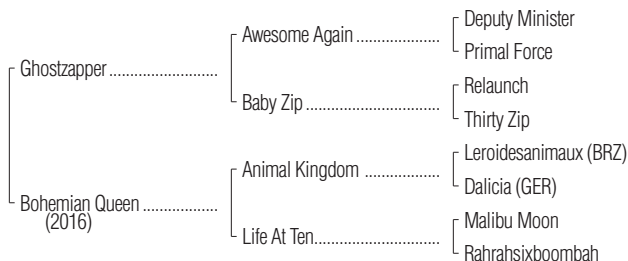 Deputy Minister
Awesome Again ....................
Primal Force
Ghostzapper ..........................
Relaunch
Baby Zip ................................
Thirty Zip
Leroidesanimaux (BRZ)
Animal Kingdom ..................
Dalicia (GER)
Bohemian Queen ..................
(2016)
Malibu Moon
Life At Ten..............................
Rahrahsixboombah